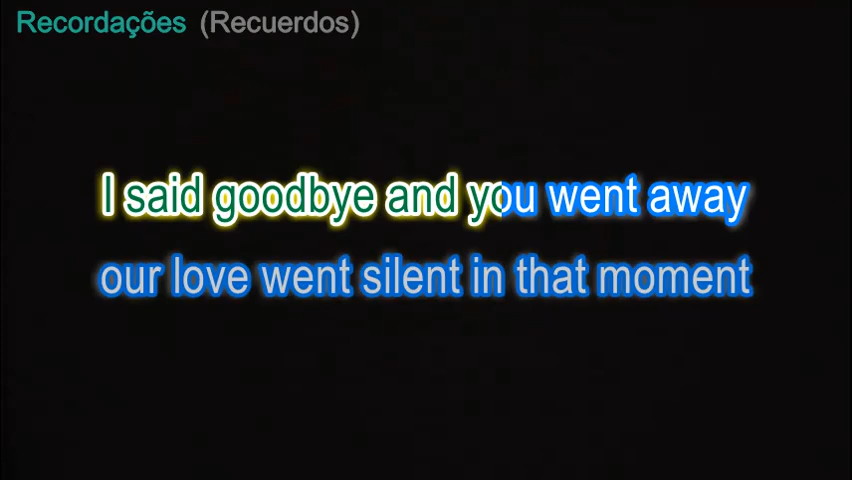 Recordações (Recuerdos)
I said goodbye and you went away
our love went silent in that moment